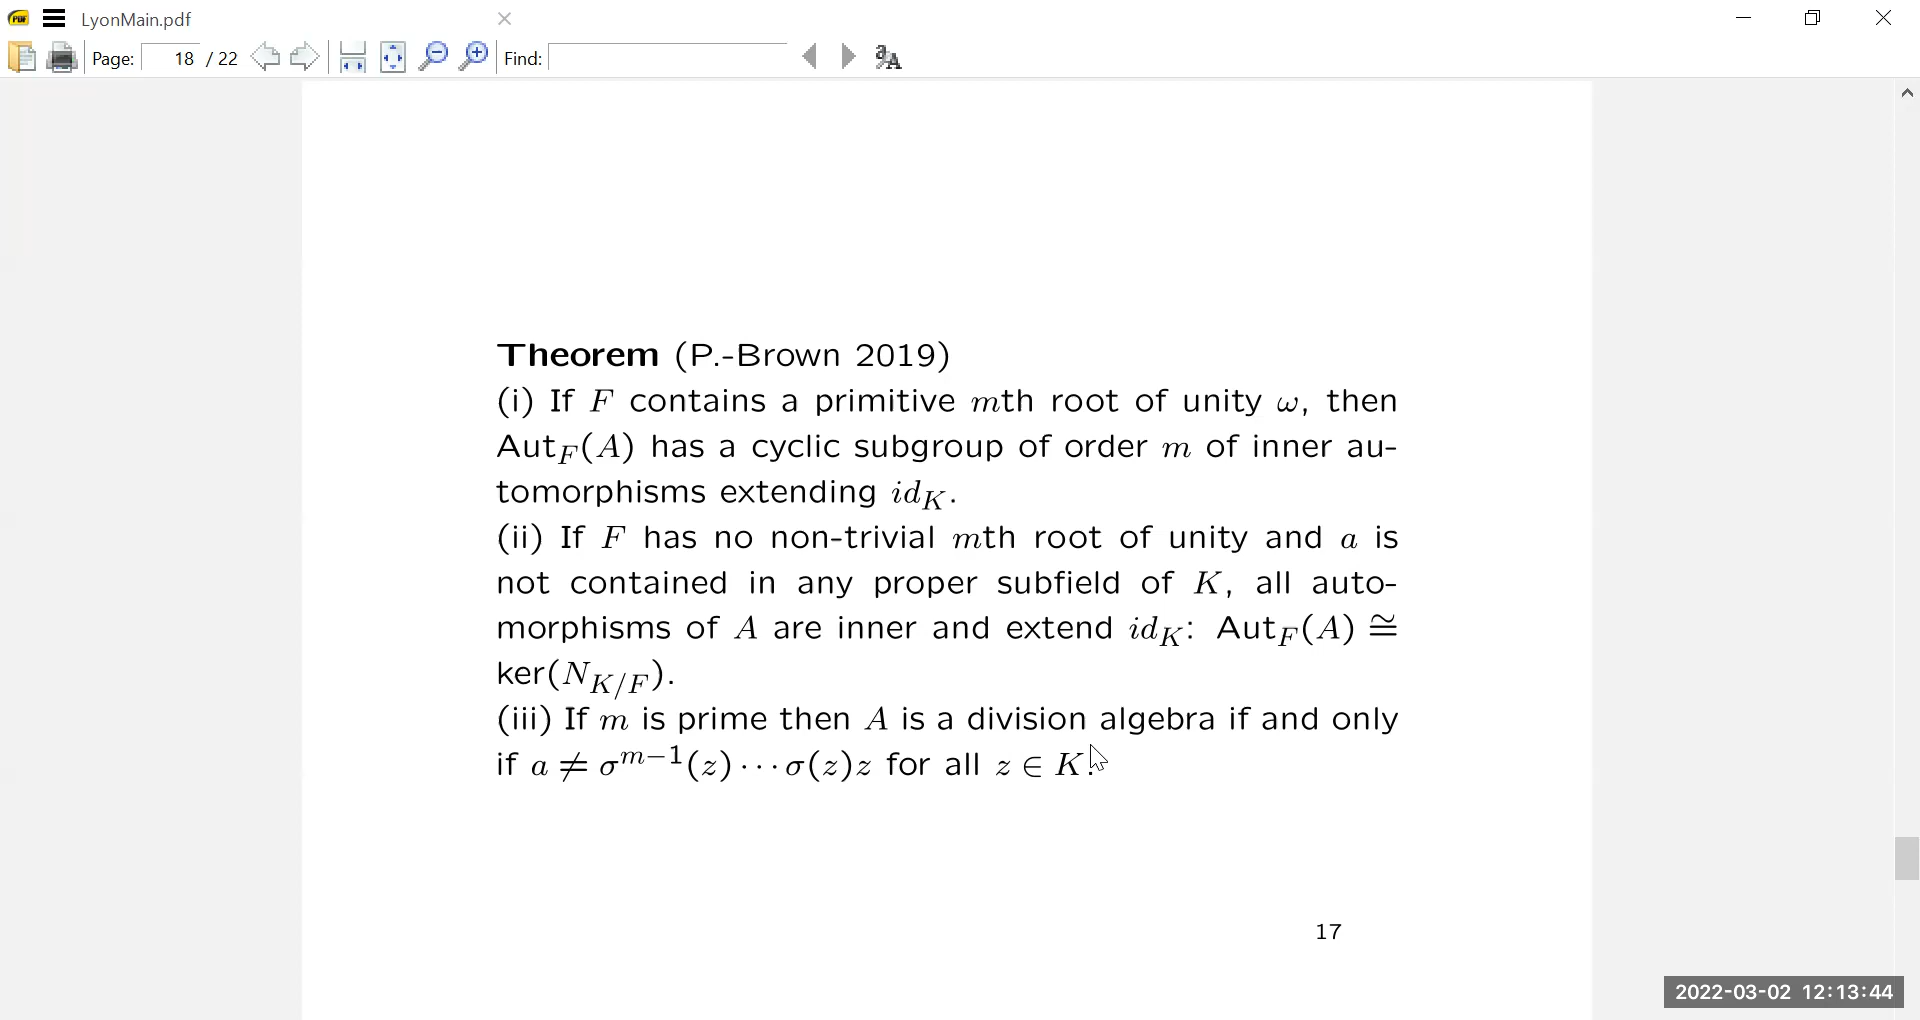 LyonMain.pdf
Page: 18 / 22 Find:
Theorem (P.-Brown 2019)
(i) If F contains a primitive mth root of unity ω, then
Aut_F(A) has a cyclic subgroup of order m of inner au-
tomorphisms extending id_K.
(ii) If F has no non-trivial mth root of unity and a is
not contained in any proper subfield of K, all auto-
morphisms of A are inner and extend id_K: Aut_F(A) ≅
ker(N_{K/F}).
(iii) If m is prime then A is a division algebra if and only
if a ≠ σ^{m−1}(z) ··· σ(z)z for all z ∈ K.
17
2022-03-02 12:13:44